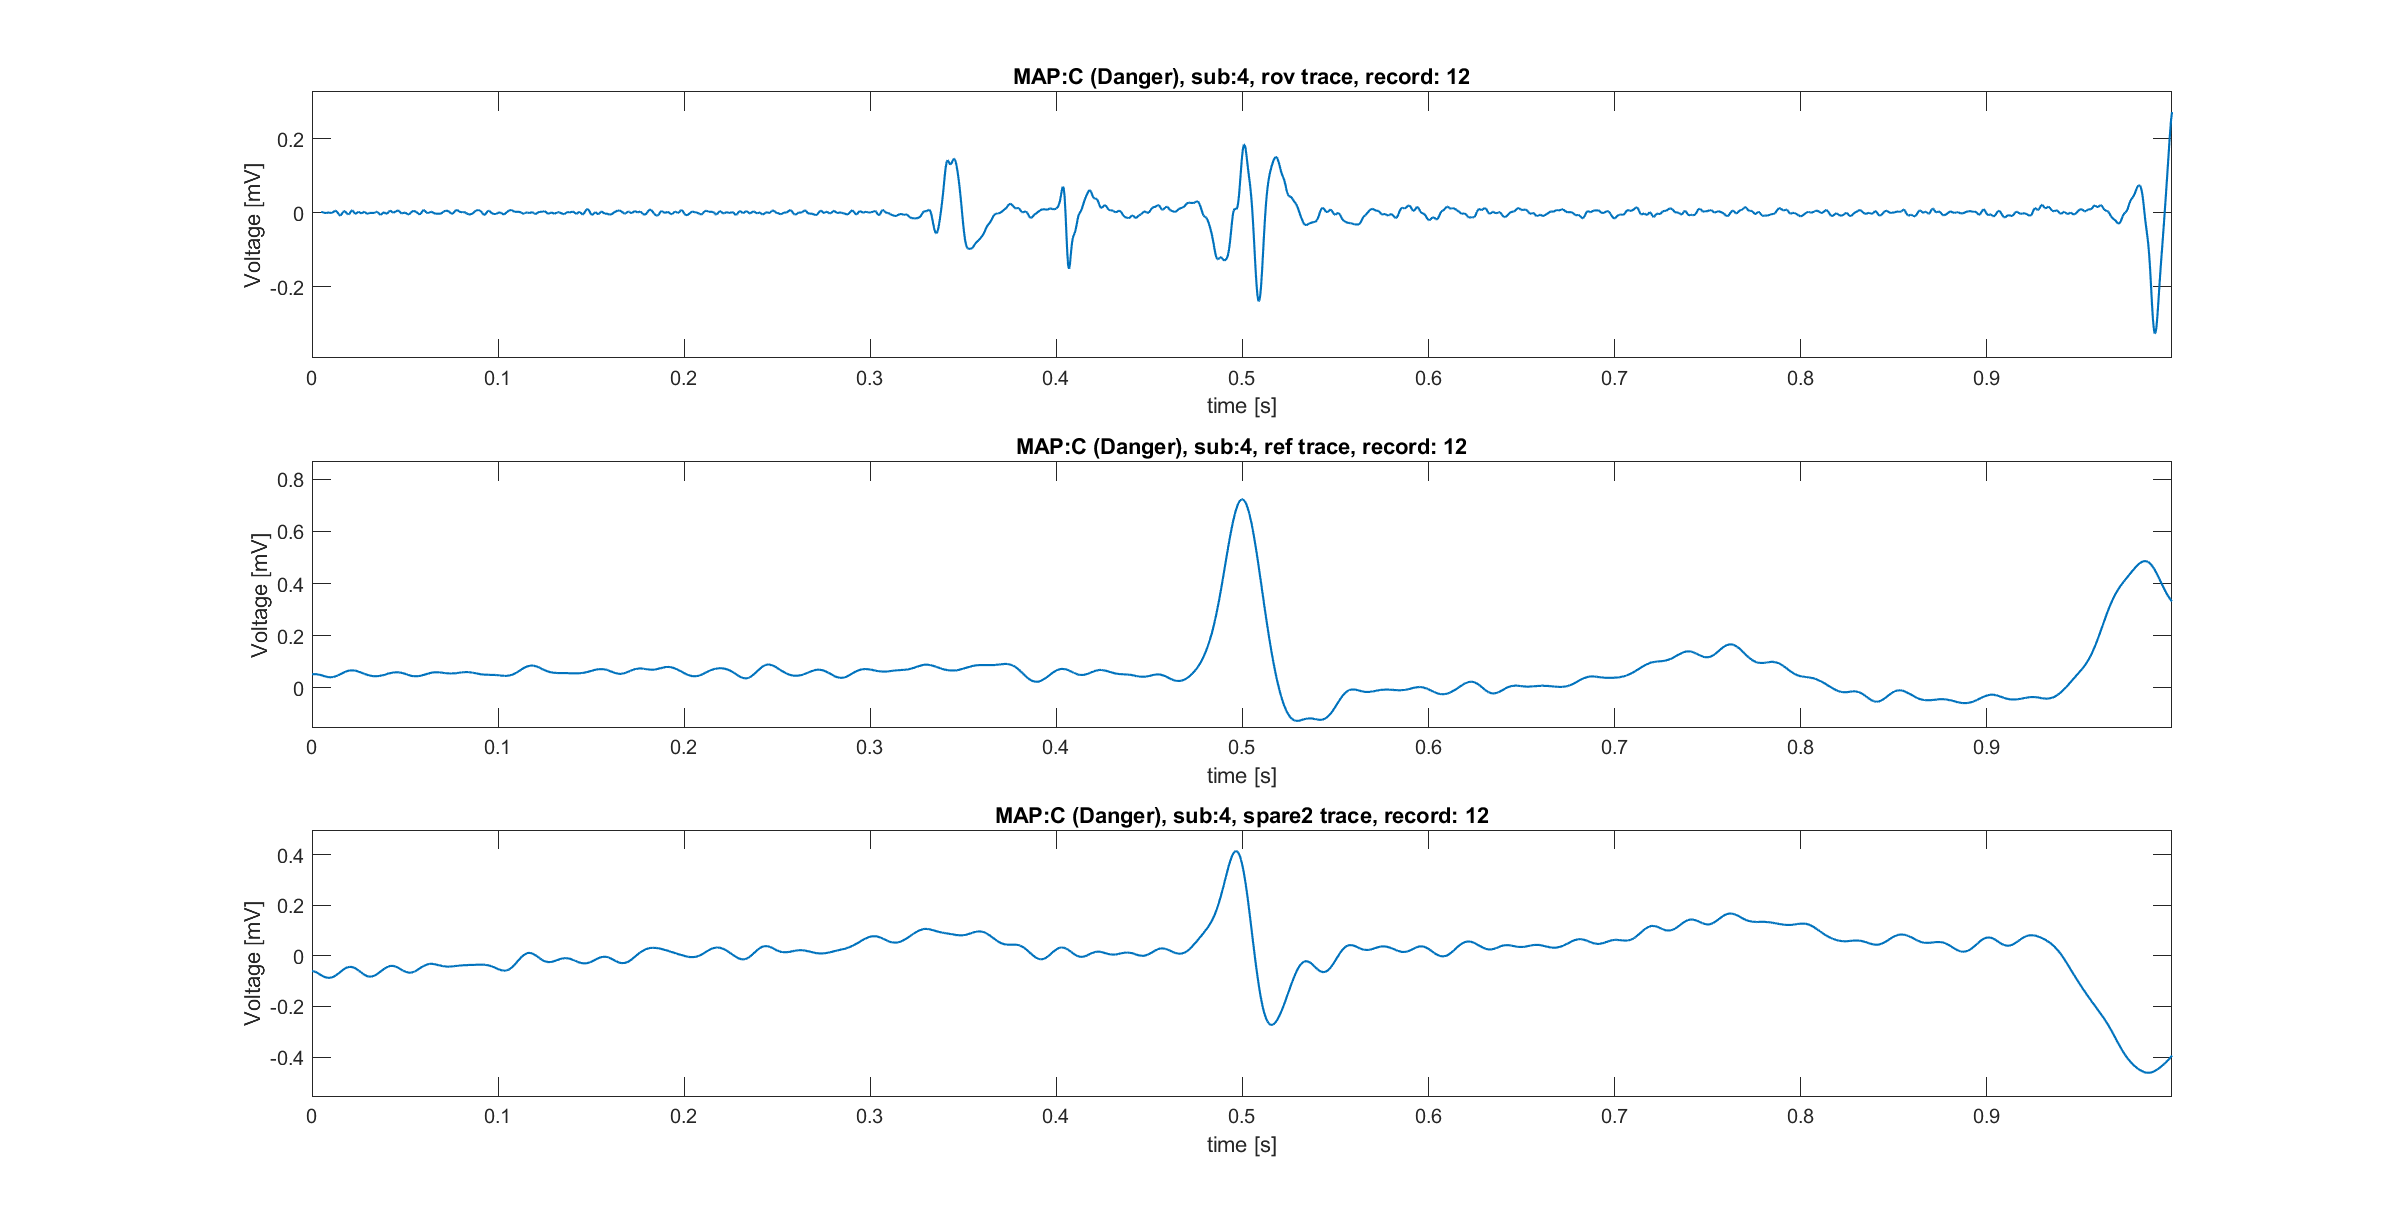 MAP:C (Danger), sub:4, rov trace, record: 12
Voltage [mV]
0.2
0
-0.2
0 0.1 0.2 0.3 0.4 0.5 0.6 0.7 0.8 0.9
time [s]
MAP:C (Danger), sub:4, ref trace, record: 12
Voltage [mV]
0.8
0.6
0.4
0.2
0
0 0.1 0.2 0.3 0.4 0.5 0.6 0.7 0.8 0.9
time [s]
MAP:C (Danger), sub:4, spare2 trace, record: 12
Voltage [mV]
0.4
0.2
0
-0.2
-0.4
0 0.1 0.2 0.3 0.4 0.5 0.6 0.7 0.8 0.9
time [s]